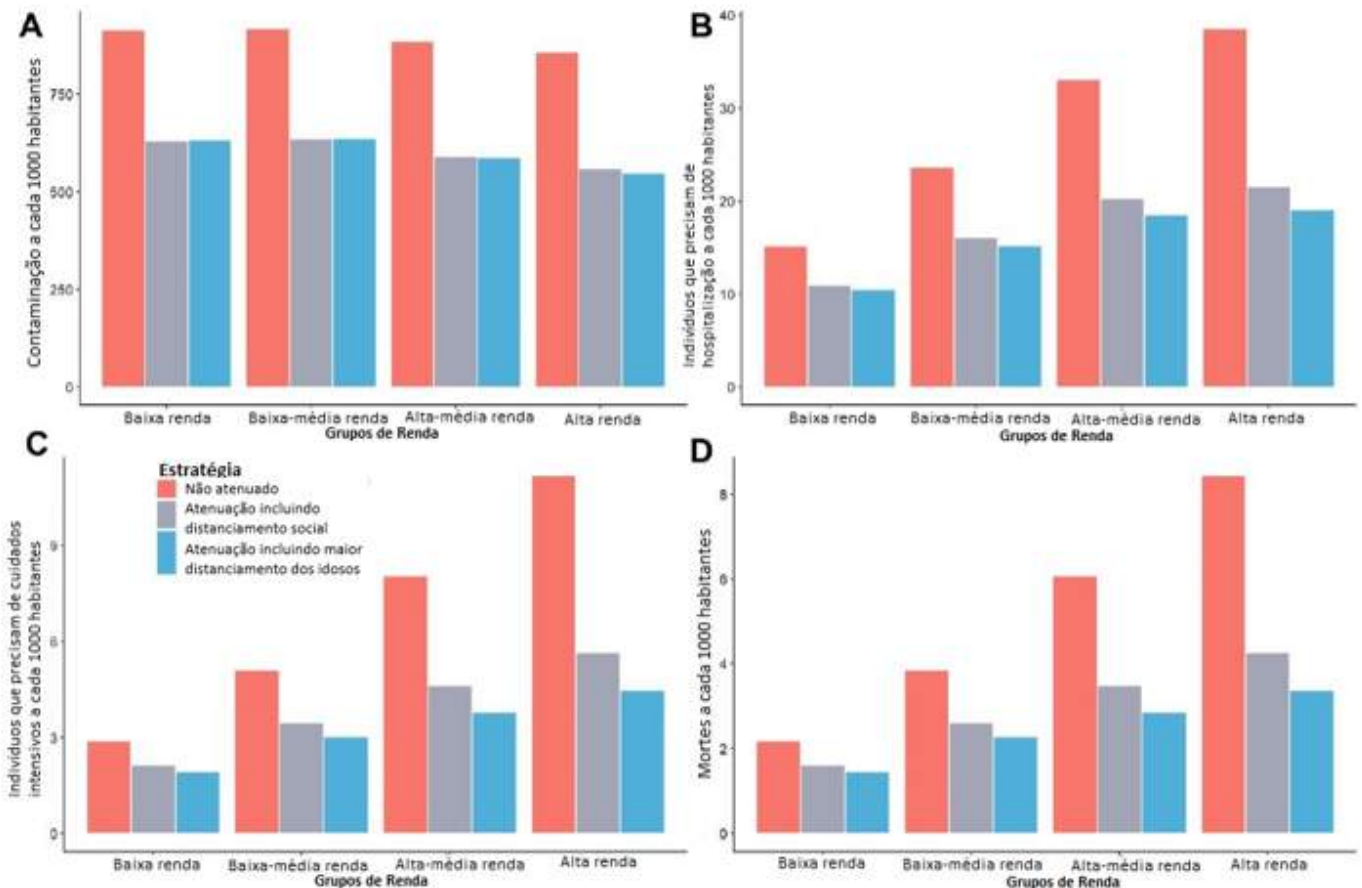 A
Contaminação a cada 1000 habitantes
750
500
250
0
Baixa renda
Baixa-média renda
Alta-média renda
Alta renda
Grupos de Renda
B
Indivíduos que precisam de
hospitalização a cada 1000 habitantes
40
30
20
10
0
Baixa renda
Baixa-média renda
Alta-média renda
Alta renda
Grupos de Renda
C
Indivíduos que precisam de cuidados
intensivos a cada 1000 habitantes
9
6
3
0
Estratégia
Não atenuado
Atenuação incluindo
distanciamento social
Atenuação incluindo maior
distanciamento dos idosos
Baixa renda
Baixa-média renda
Alta-média renda
Alta renda
Grupos de Renda
D
Mortes a cada 1000 habitantes
8
6
4
2
0
Baixa renda
Baixa-média renda
Alta-média renda
Alta renda
Grupos de Renda